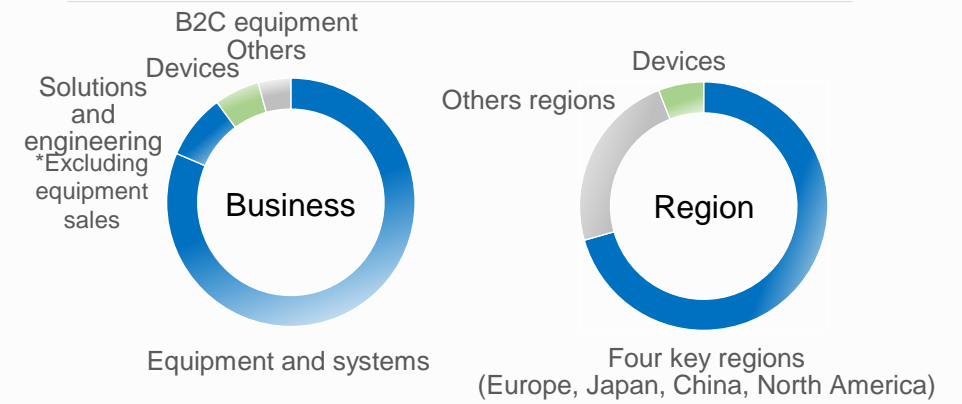 B2C equipment
Others
Devices
Solutions
and
engineering
*Excluding
equipment
sales
Business
Equipment and systems
Devices
Others regions
Region
Four key regions
(Europe, Japan, China, North America)